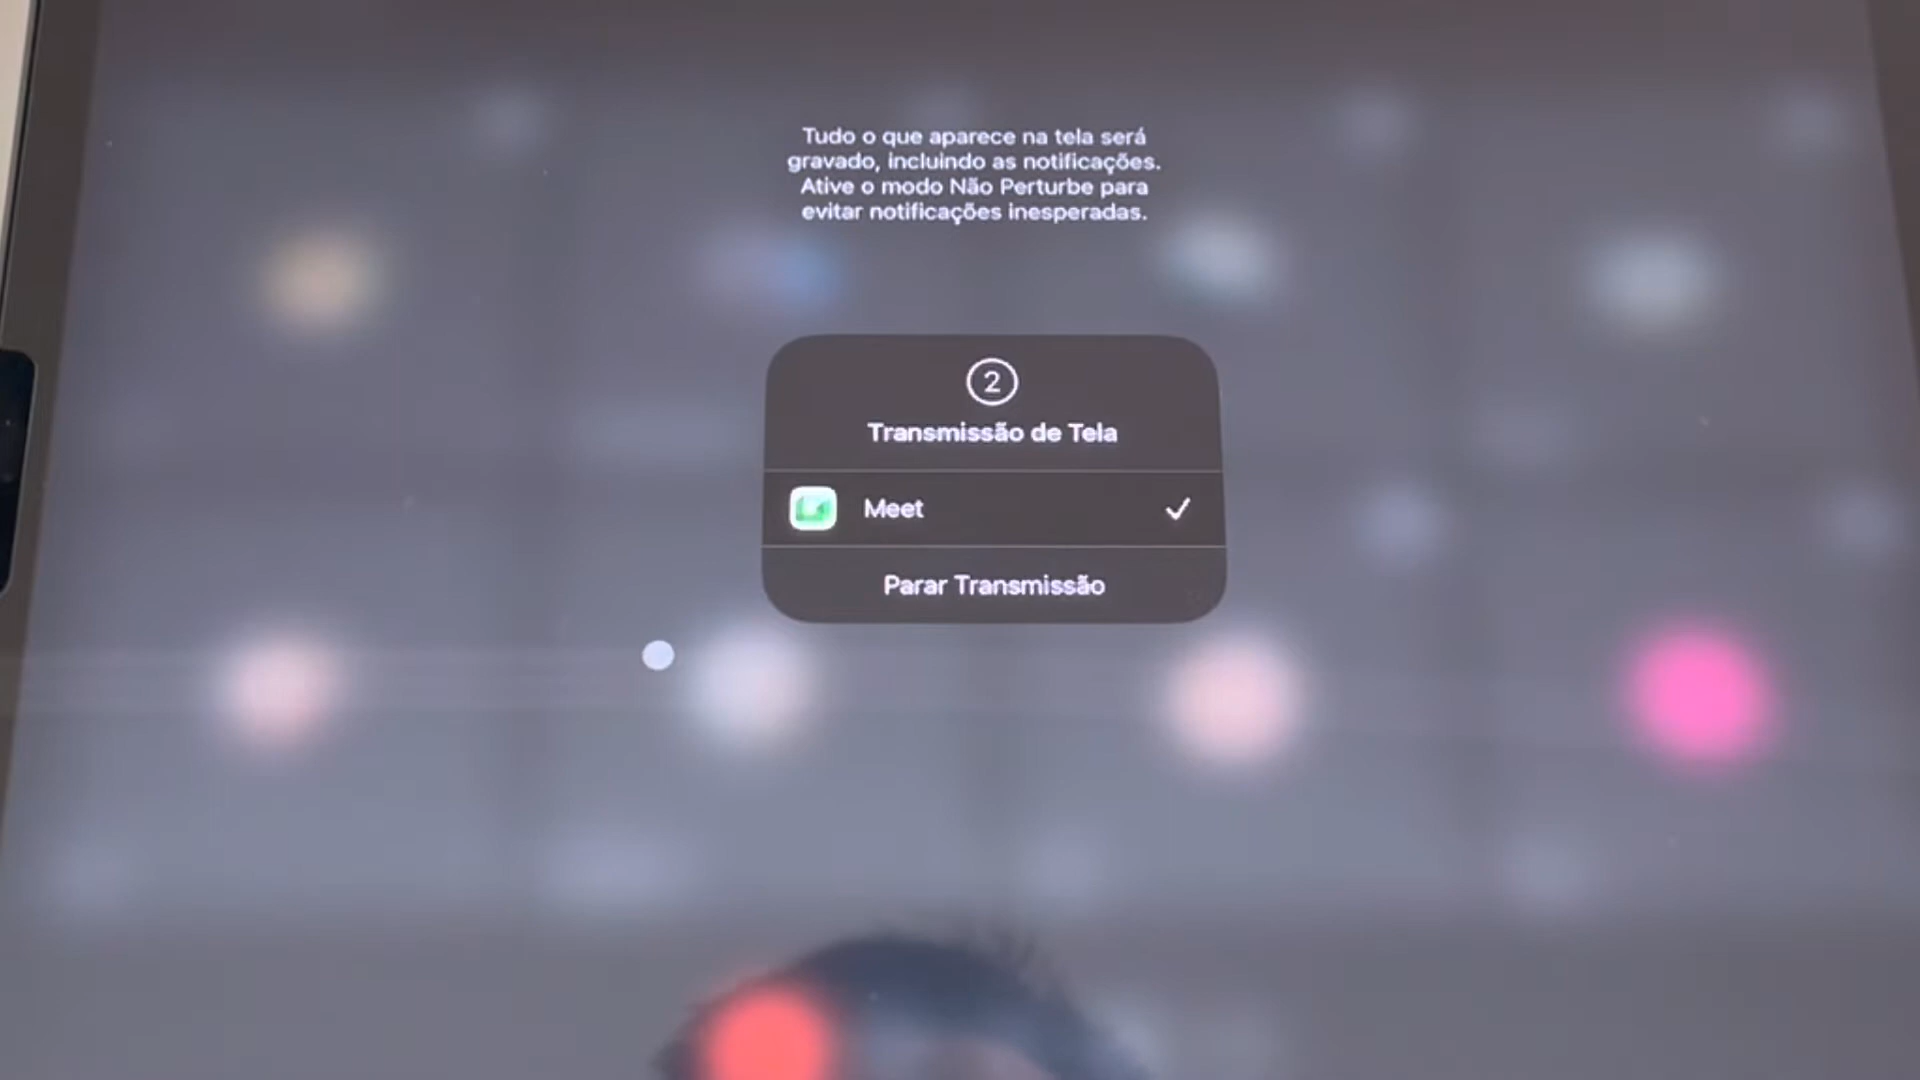 Tudo o que aparece na tela será
gravado, incluindo as notificações.
Ative o modo Não Perturbe para
evitar notificações inesperadas.
2
Transmissão de Tela
Meet
Parar Transmissão